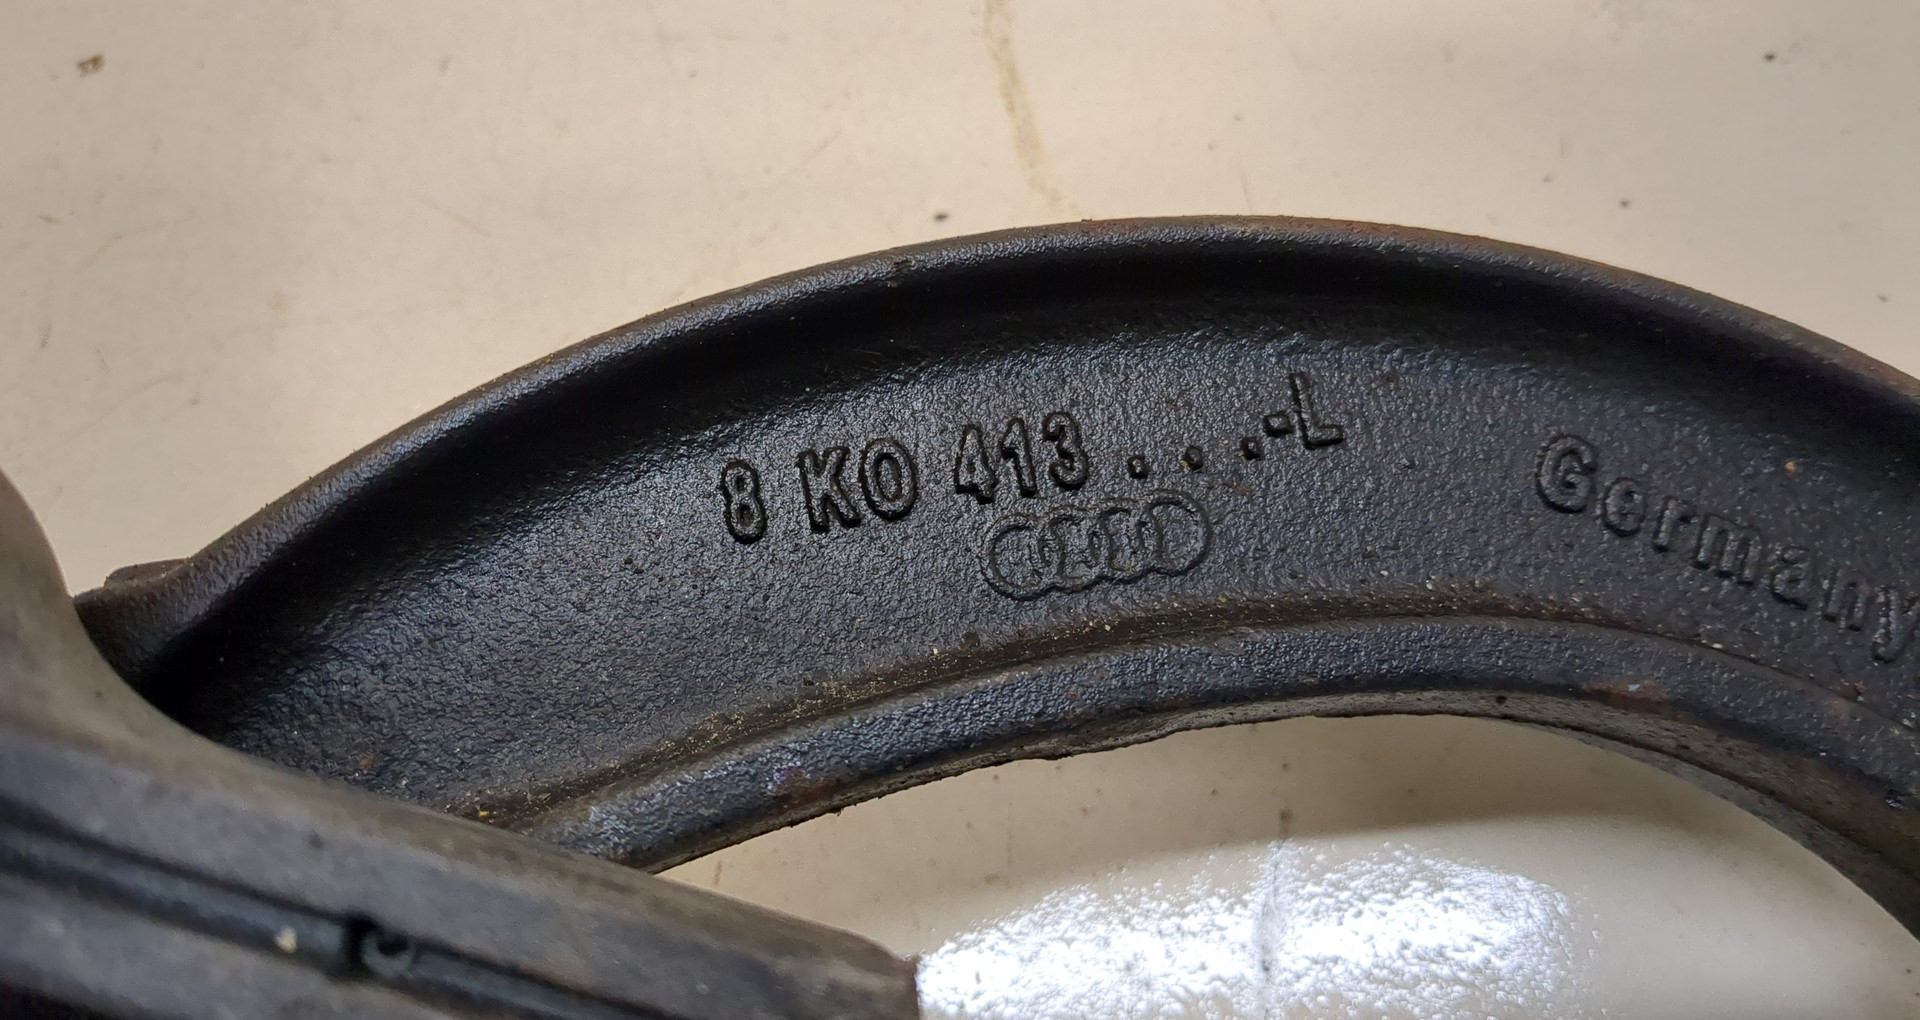 8 KO 413 . . .-L
Germany